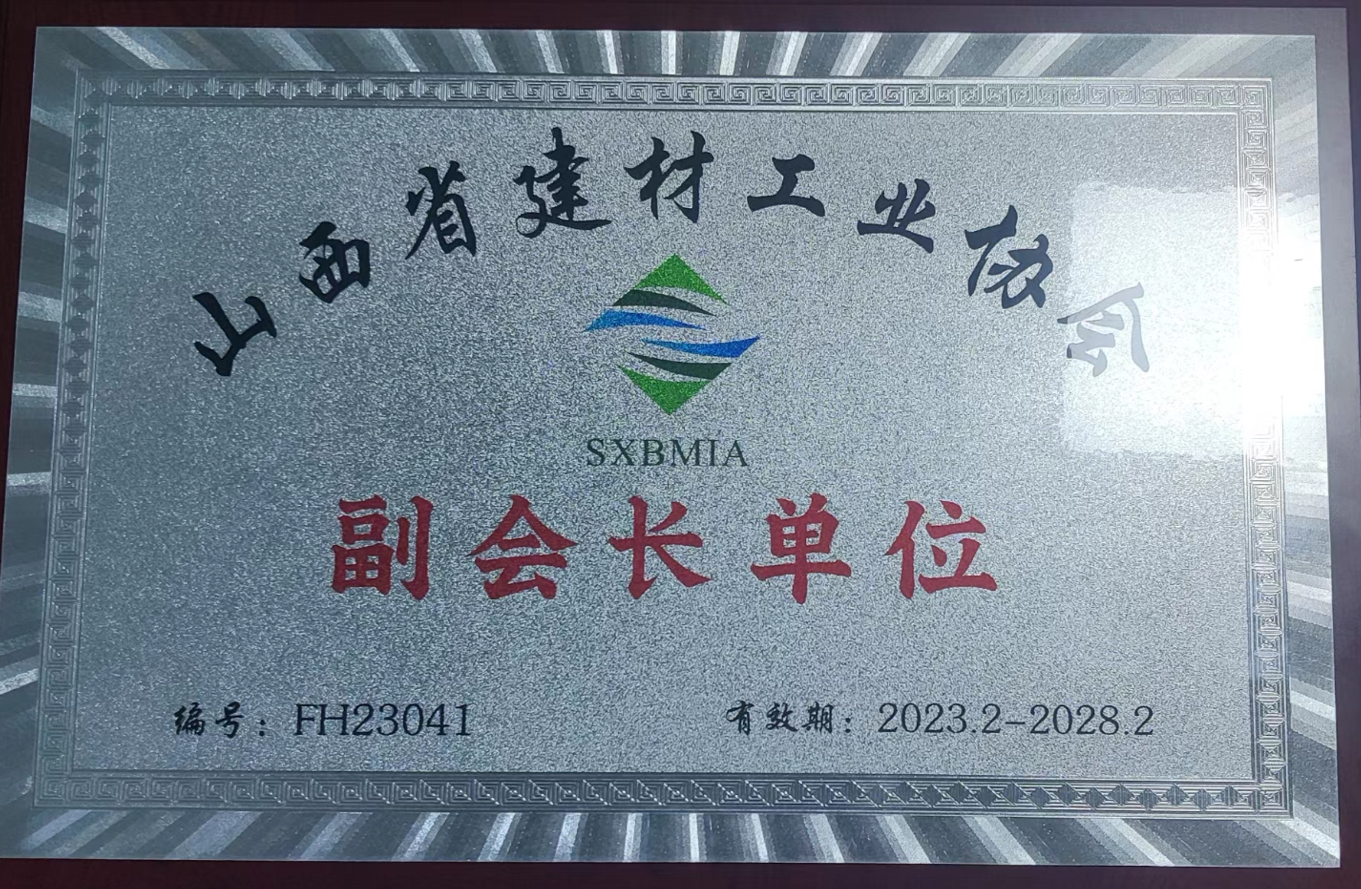 山西省建材工业协会
SXBMIA
副会长单位
编号：FH23041
有效期：2023.2-2028.2